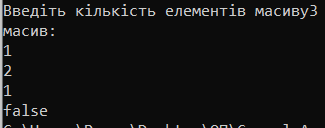 Введіть кількість елементів масиву3
масив:
1
2
1
false